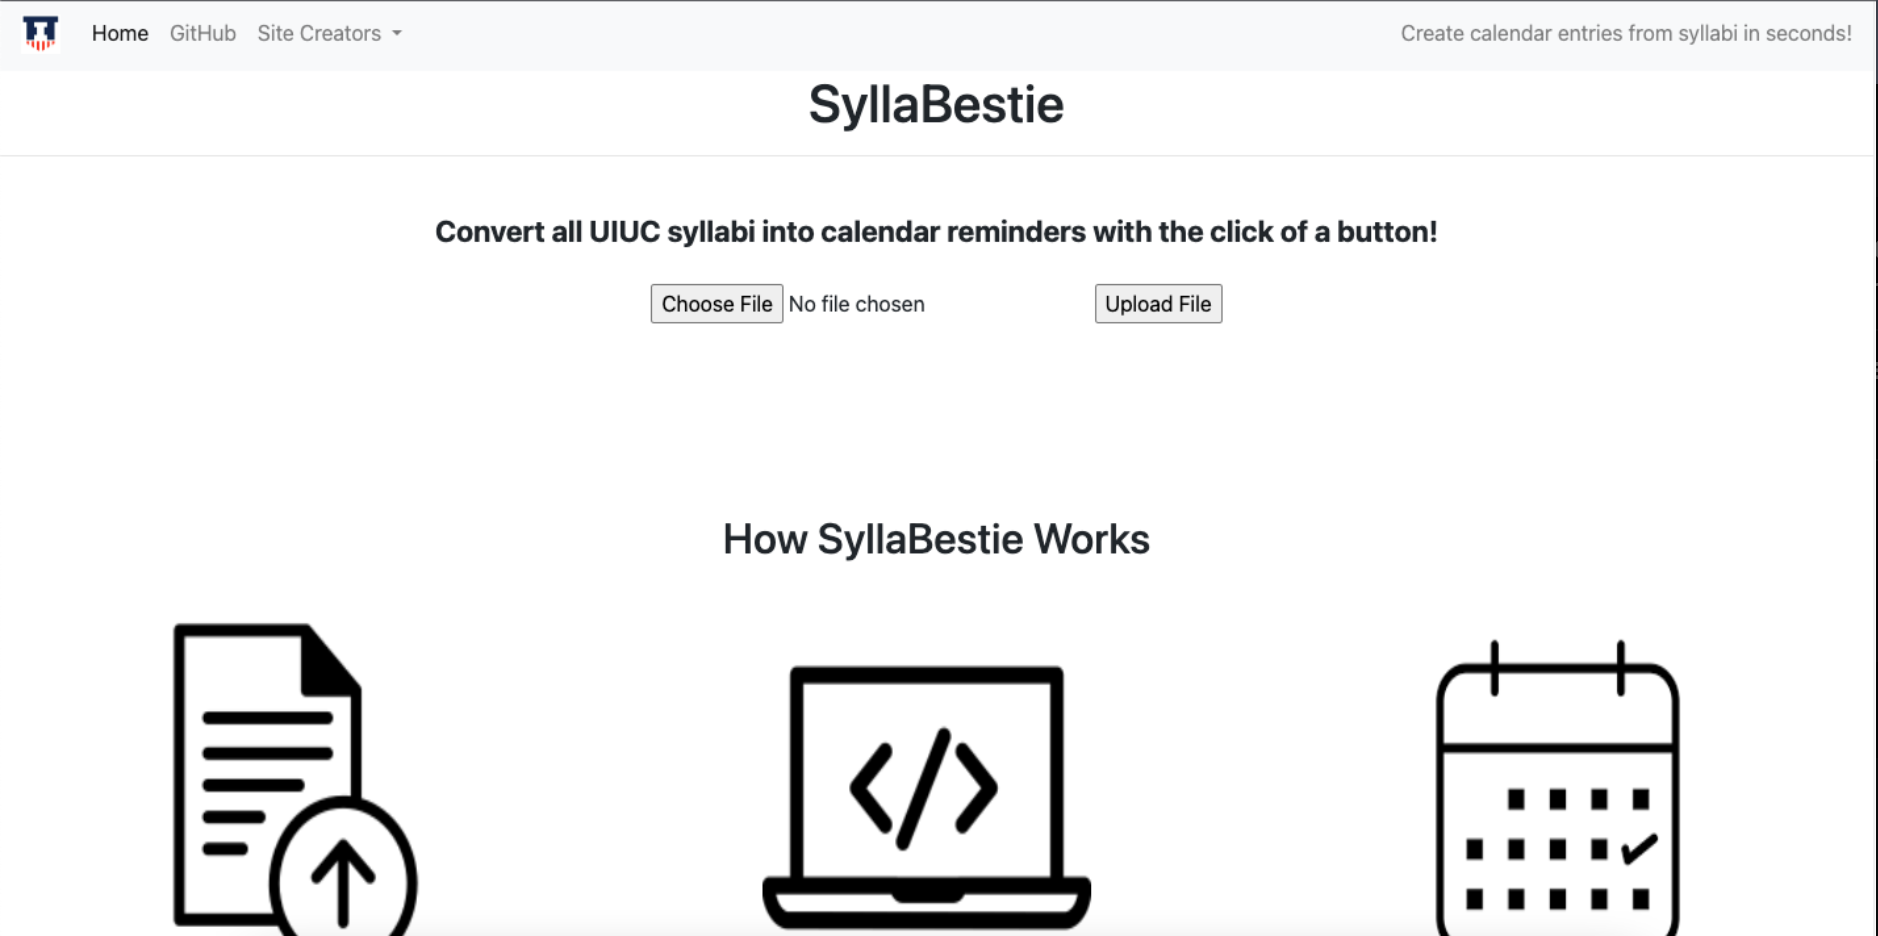 Home GitHub Site Creators Create calendar entries from syllabi in seconds!
SyllaBestie
Convert all UIUC syllabi into calendar reminders with the click of a button!
Choose File No file chosen Upload File
How SyllaBestie Works